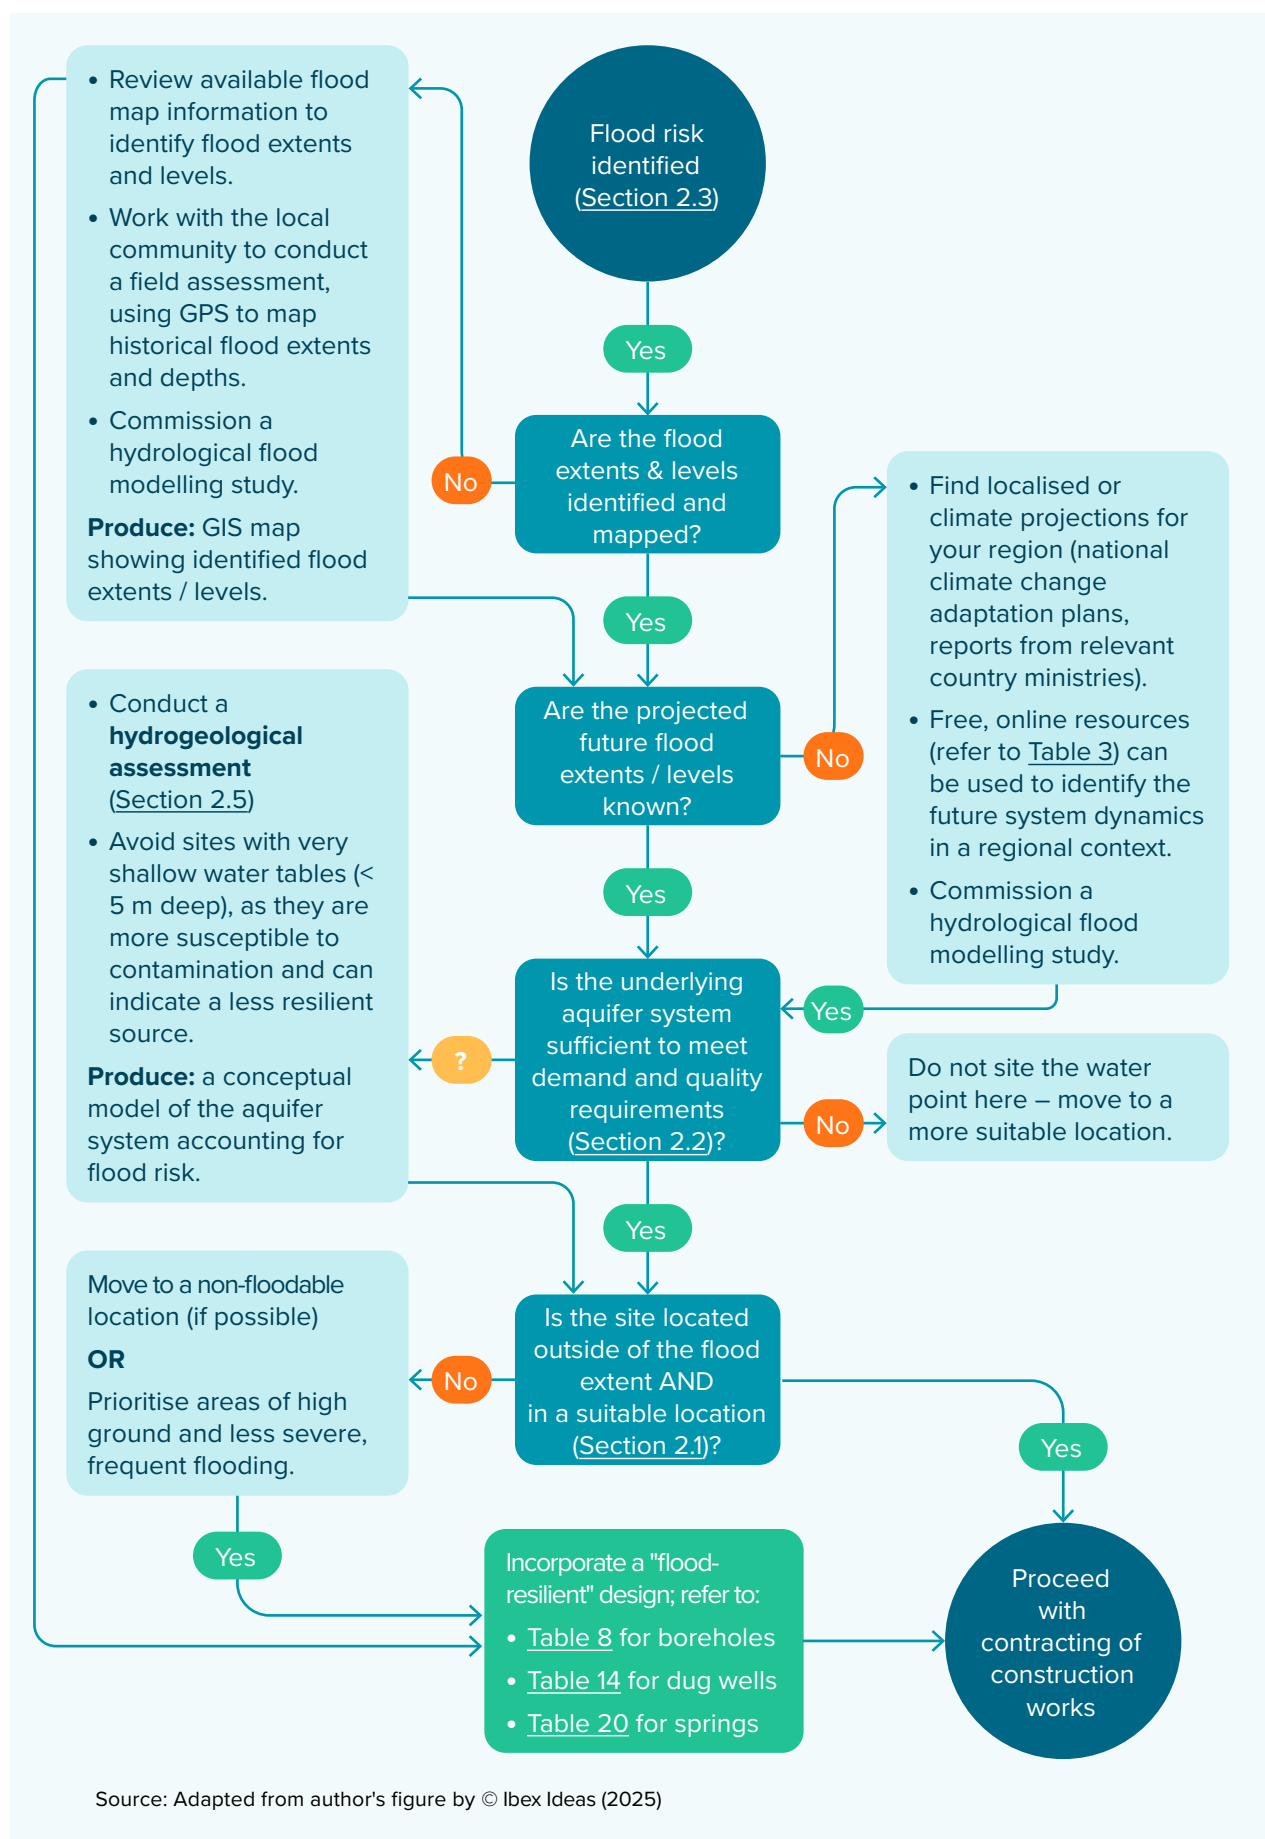 Flood risk
identified
(Section 2.3)
Yes
Are the flood
extents & levels
identified and
mapped?
No
• Review available flood
map information to
identify flood extents
and levels.
• Work with the local
community to conduct
a field assessment,
using GPS to map
historical flood extents
and depths.
• Commission a
hydrological flood
modelling study.
Produce: GIS map
showing identified flood
extents / levels.
Yes
Are the projected
future flood
extents / levels
known?
No
• Find localised or
climate projections for
your region (national
climate change
adaptation plans,
reports from relevant
country ministries).
• Free, online resources
(refer to Table 3) can
be used to identify the
future system dynamics
in a regional context.
• Commission a
hydrological flood
modelling study.
Yes
Yes
Is the underlying
aquifer system
sufficient to meet
demand and quality
requirements
(Section 2.2)?
?
• Conduct a
hydrogeological
assessment
(Section 2.5)
• Avoid sites with very
shallow water tables (<
5 m deep), as they are
more susceptible to
contamination and can
indicate a less resilient
source.
Produce: a conceptual
model of the aquifer
system accounting for
flood risk.
No
Do not site the water
point here – move to a
more suitable location.
Yes
Is the site located
outside of the flood
extent AND
in a suitable location
(Section 2.1)?
No
Move to a non-floodable
location (if possible)
OR
Prioritise areas of high
ground and less severe,
frequent flooding.
Yes
Yes
Incorporate a "flood-
resilient" design; refer to:
• Table 8 for boreholes
• Table 14 for dug wells
• Table 20 for springs
Proceed
with
contracting of
construction
works
Source: Adapted from author's figure by © Ibex Ideas (2025)